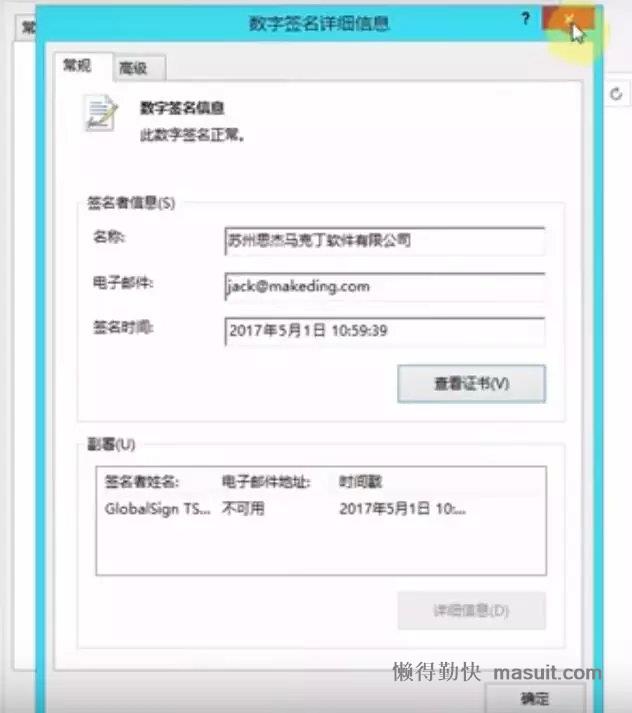 常
数字签名详细信息
?
常规
高级
数字签名信息
此数字签名正常。
签名者信息(S)
名称:
苏州思杰马克丁软件有限公司
电子邮件:
jack@makeding.com
签名时间:
2017年5月1日 10:59:39
查看证书(V)
副署(U)
签名者姓名: 电子邮件地址: 时间戳
GlobalSign TS... 不可用 2017年5月1日 10:...
详细信息(D)
懒得勤快 masuit.com
确定